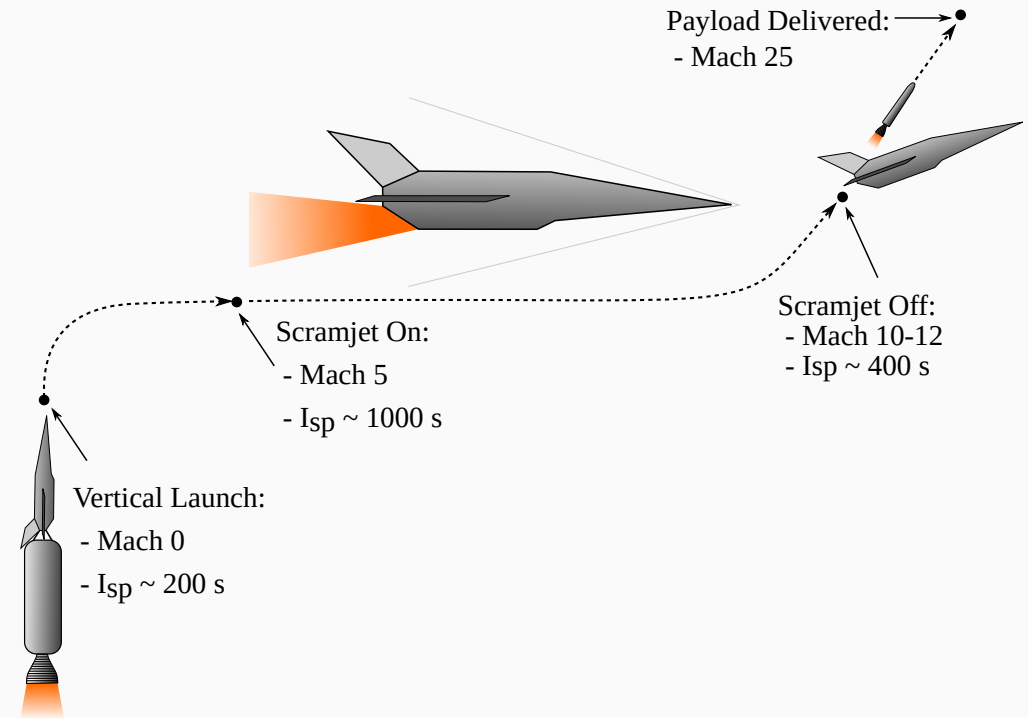 Payload Delivered:
- Mach 25
Scramjet Off:
- Mach 10-12
- Isp ~ 400 s
Scramjet On:
- Mach 5
- Isp ~ 1000 s
Vertical Launch:
- Mach 0
- Isp ~ 200 s